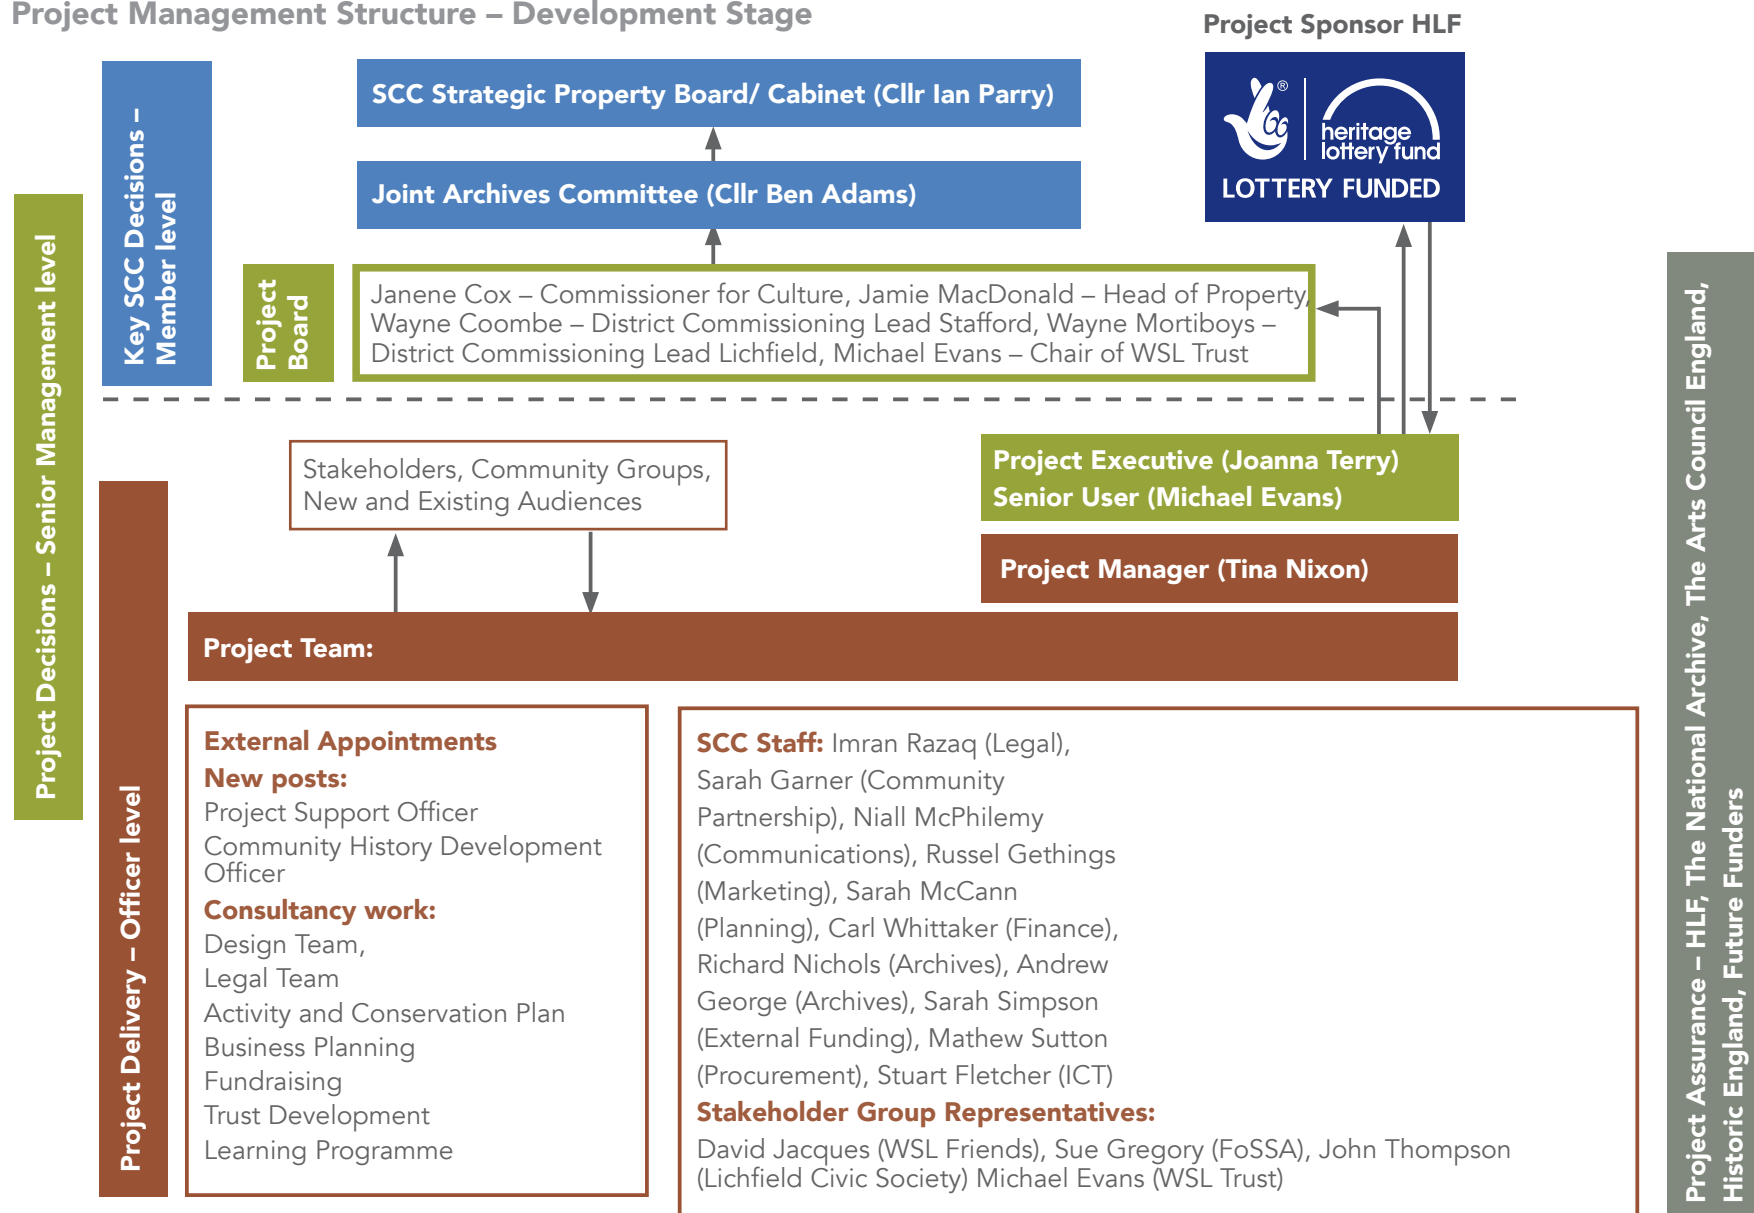 Project Management Structure – Development Stage
Project Sponsor HLF
heritage
lottery fund
LOTTERY FUNDED
®
Key SCC Decisions –
Member level
SCC Strategic Property Board/ Cabinet (Cllr Ian Parry)
Joint Archives Committee (Cllr Ben Adams)
Project Decisions – Senior Management level
Project
Board
Janene Cox – Commissioner for Culture, Jamie MacDonald – Head of Property,
Wayne Coombe – District Commissioning Lead Stafford, Wayne Mortiboys –
District Commissioning Lead Lichfield, Michael Evans – Chair of WSL Trust
Stakeholders, Community Groups,
New and Existing Audiences
Project Executive (Joanna Terry)
Senior User (Michael Evans)
Project Manager (Tina Nixon)
Project Delivery – Officer level
Project Team:
External Appointments
New posts:
Project Support Officer
Community History Development
Officer
Consultancy work:
Design Team,
Legal Team
Activity and Conservation Plan
Business Planning
Fundraising
Trust Development
Learning Programme
SCC Staff: Imran Razaq (Legal),
Sarah Garner (Community
Partnership), Niall McPhilemy
(Communications), Russel Gethings
(Marketing), Sarah McCann
(Planning), Carl Whittaker (Finance),
Richard Nichols (Archives), Andrew
George (Archives), Sarah Simpson
(External Funding), Mathew Sutton
(Procurement), Stuart Fletcher (ICT)
Stakeholder Group Representatives:
David Jacques (WSL Friends), Sue Gregory (FoSSA), John Thompson
(Lichfield Civic Society) Michael Evans (WSL Trust)
Project Assurance – HLF, The National Archive, The Arts Council England,
Historic England, Future Funders